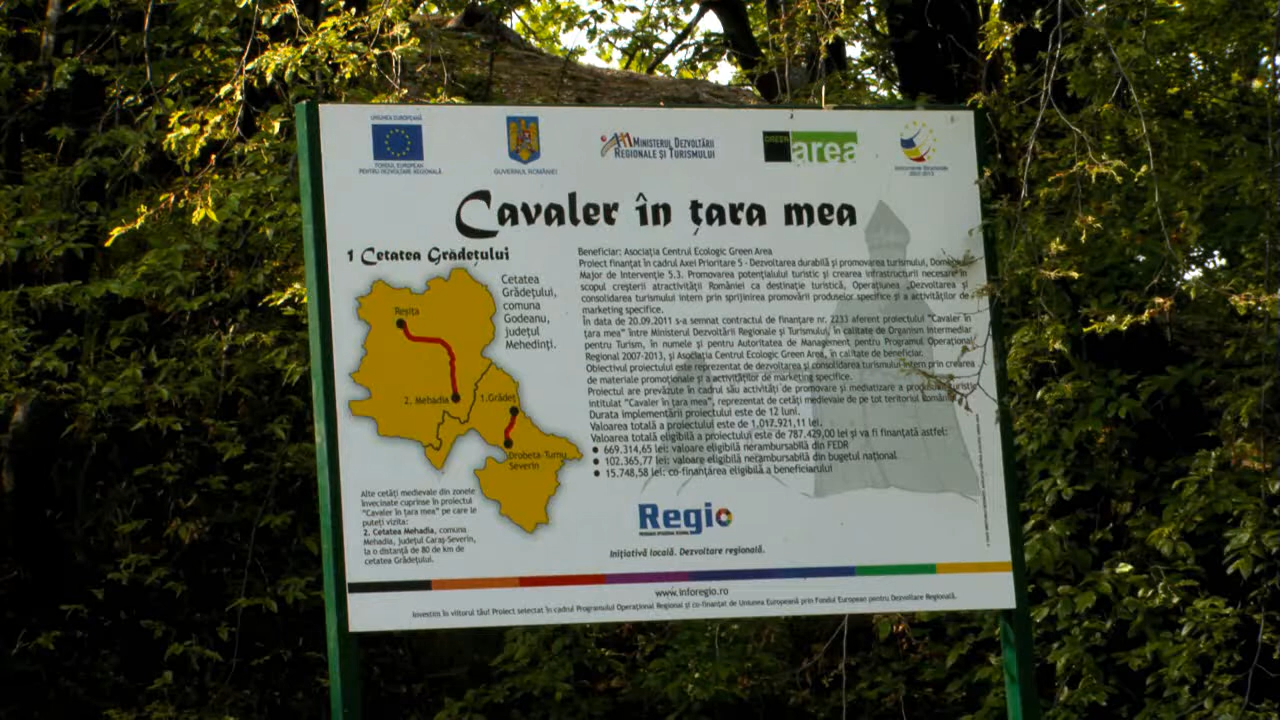 UNIUNEA EUROPEANĂ
FONDUL EUROPEAN
PENTRU DEZVOLTARE REGIONALĂ
GUVERNUL ROMÂNIEI
MINISTERUL DEZVOLTĂRII
REGIONALE ȘI TURISMULUI
GREEN area
Instrumente Structurale
2007-2013
Cavaler în țara mea
1 Cetatea Grădețului
Cetatea
Grădețului,
comuna
Godeanu,
județul
Mehedinți.
Reșița
2. Mehadia
1.Grădeț
Drobeta-Turnu
Severin
Alte cetăți medievale din zonele
învecinate cuprinse în proiectul
"Cavaler în țara mea" pe care le
puteți vizita:
2. Cetatea Mehadia, comuna
Mehadia, județul Caraș-Severin,
la o distanță de 80 de km de
cetatea Grădețului.
Beneficiar: Asociația Centrul Ecologic Green Area
Proiect finanțat în cadrul Axei Prioritare 5 - Dezvoltarea durabilă și promovarea turismului, Domeniul
Major de Intervenție 5.3. Promovarea potențialului turistic și crearea infrastructurii necesare în
scopul creșterii atractivității României ca destinație turistică, Operațiunea „Dezvoltarea și
consolidarea turismului intern prin sprijinirea promovării produselor specifice și a activităților de
marketing specifice.
În data de 20.09.2011 s-a semnat contractul de finanțare nr. 2233 aferent proiectului "Cavaler în
țara mea" între Ministerul Dezvoltării Regionale și Turismului, în calitate de Organism Intermediar
pentru Turism, în numele și pentru Autoritatea de Management pentru Programul Operațional
Regional 2007-2013, și Asociația Centrul Ecologic Green Area, în calitate de beneficiar.
Obiectivul proiectului este reprezentat de dezvoltarea și consolidarea turismului intern prin crearea
de materiale promoționale și a activităților de marketing specifice.
Proiectul are prevăzute în cadrul său activități de promovare și mediatizare a produsului turistic
intitulat "Cavaler în țara mea", reprezentat de cetăți medievale de pe tot teritoriul României.
Durata implementării proiectului este de 12 luni.
Valoarea totală a proiectului este de 1.017.921,11 lei.
Valoarea totală eligibilă a proiectului este de 787.429,00 lei și va fi finanțată astfel:
• 669.314,65 lei: valoare eligibilă nerambursabilă din FEDR
• 102.365,77 lei: valoare eligibilă nerambursabilă din bugetul național
• 15.748,58 lei: co-finanțarea eligibilă a beneficiarului
Regio
PROGRAMUL OPERAȚIONAL REGIONAL
Inițiativă locală. Dezvoltare regională.
www.inforegio.ro
Investim în viitorul tău! Proiect selectat în cadrul Programului Operațional Regional și co-finanțat de Uniunea Europeană prin Fondul European pentru Dezvoltare Regională.